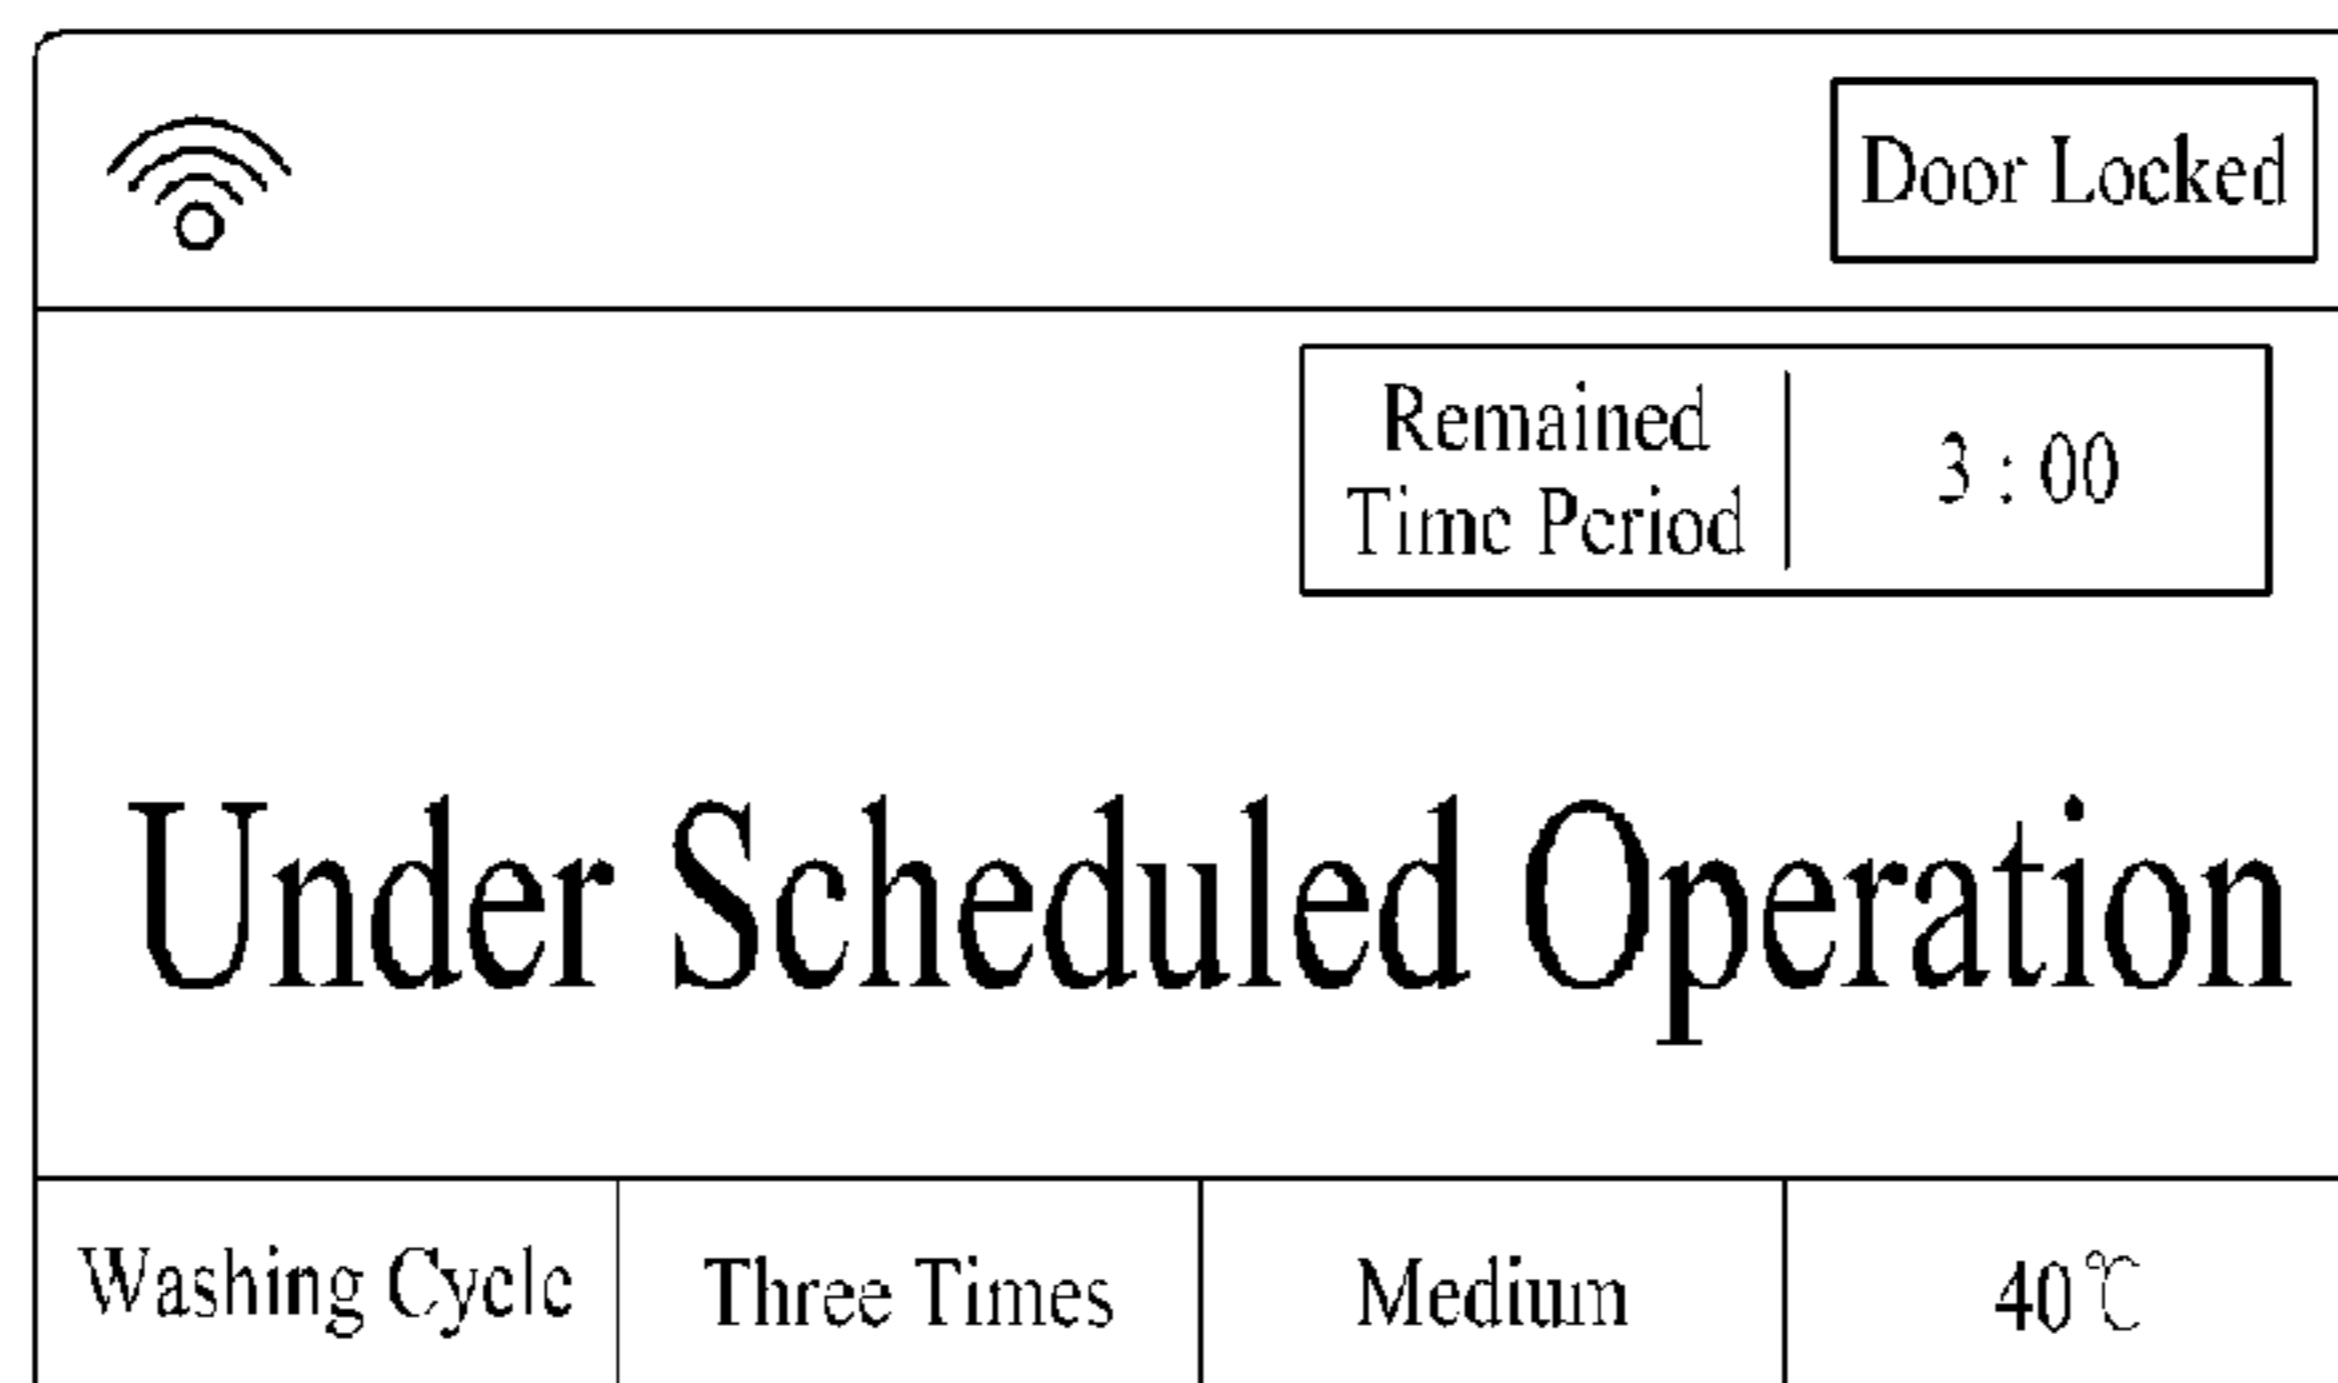 Door Locked
Remained
Time Period
3 : 00
Under Scheduled Operation
Washing Cycle
Three Times
Medium
40℃